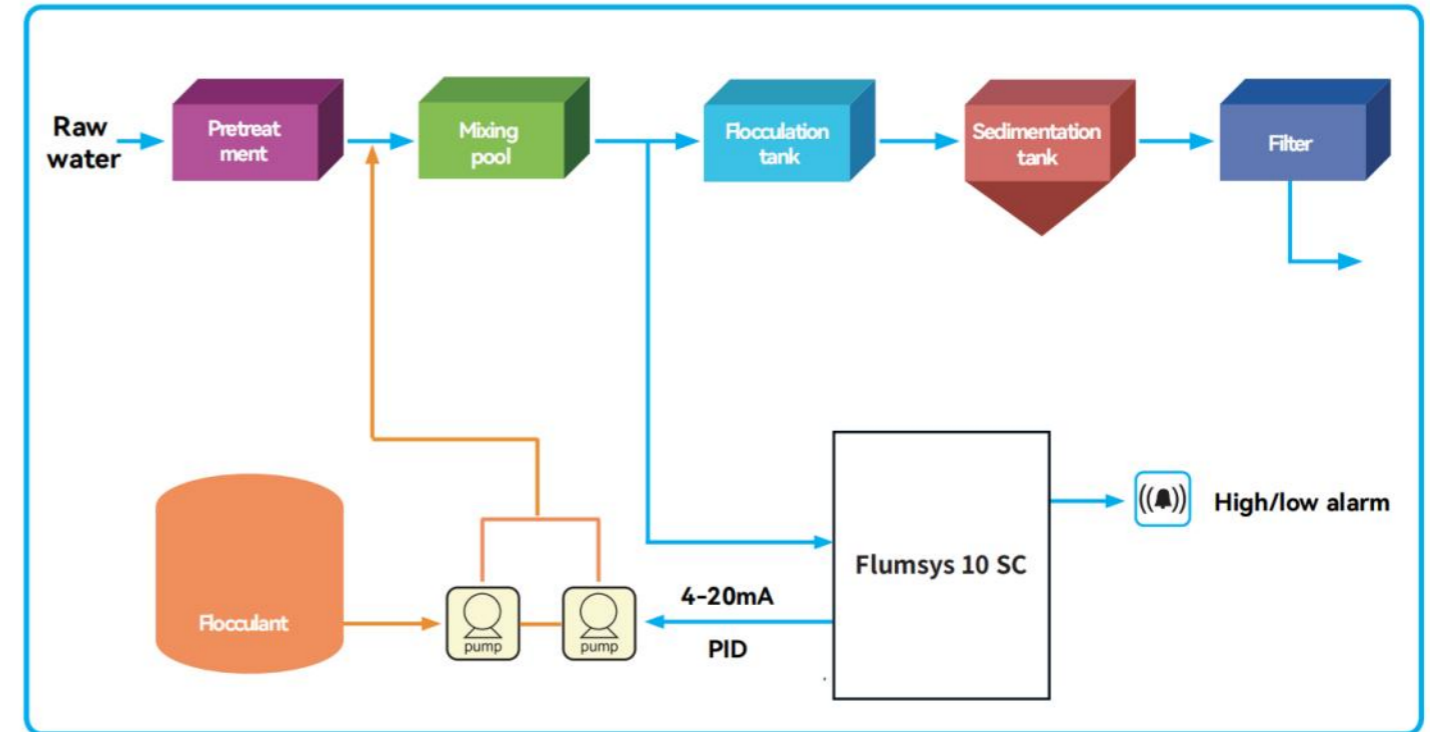 Raw
water
Pretreat
ment
Mixing
pool
Flocculation
tank
Sedimentation
tank
Filter
Flocculant
pump
pump
4-20mA
PID
Flumsys 10 SC
High/low alarm